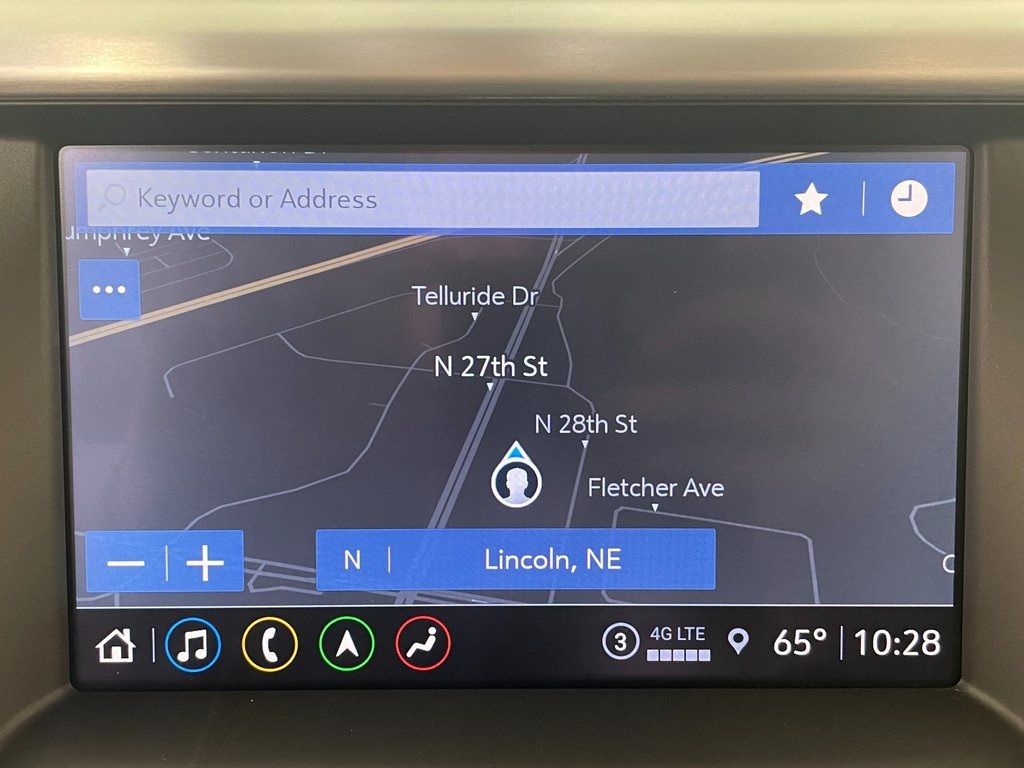 Keyword or Address
Telluride Dr
N 27th St
N 28th St
Fletcher Ave
N
Lincoln, NE
3
4G LTE
65° 10:28